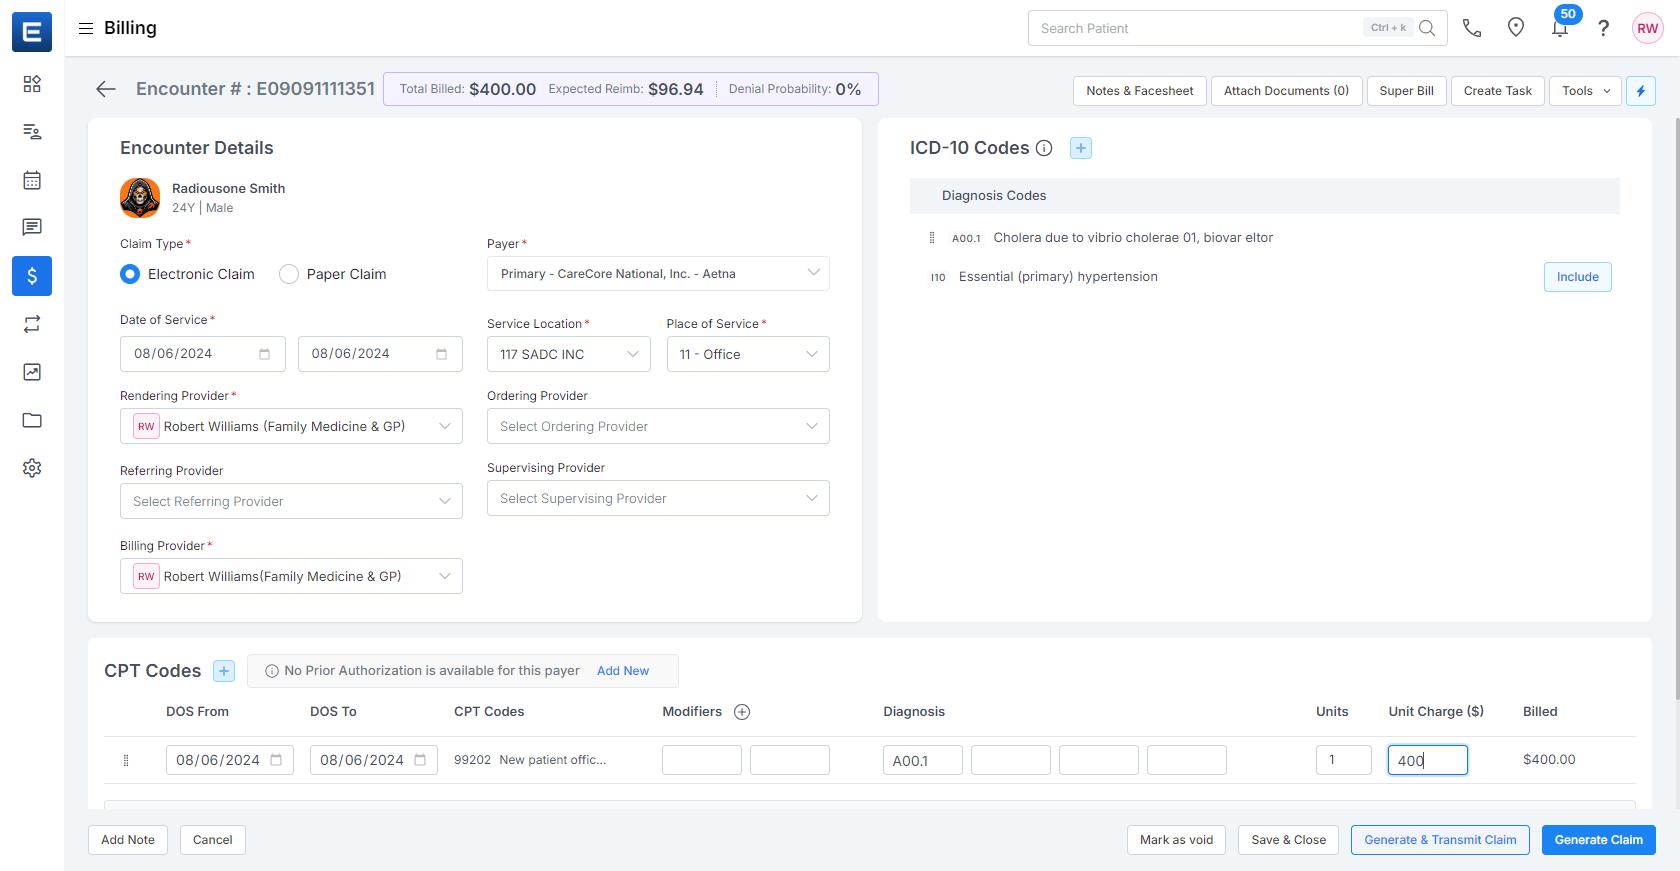 E
Billing
Search Patient
Ctrl + k
50
?
RW
Encounter # : E09091111351
Total Billed: $400.00 Expected Reimb: $96.94 Denial Probability: 0%
Notes & Facesheet
Attach Documents (0)
Super Bill
Create Task
Tools
Encounter Details
Radiousone Smith
24Y | Male
Claim Type*
Electronic Claim
Paper Claim
Payer*
Primary - CareCore National, Inc. - Aetna
Date of Service*
08/06/2024
08/06/2024
Service Location*
117 SADC INC
Place of Service*
11 - Office
Rendering Provider*
RW Robert Williams (Family Medicine & GP)
Ordering Provider
Select Ordering Provider
Referring Provider
Select Referring Provider
Supervising Provider
Select Supervising Provider
Billing Provider*
RW Robert Williams(Family Medicine & GP)
ICD-10 Codes
Diagnosis Codes
A00.1 Cholera due to vibrio cholerae 01, biovar eltor
I10 Essential (primary) hypertension
Include
CPT Codes
No Prior Authorization is available for this payer Add New
DOS From DOS To CPT Codes Modifiers Diagnosis Units Unit Charge ($) Billed
08/06/2024 08/06/2024 99202 New patient offic... A00.1 1 400 $400.00
Add Note
Cancel
Mark as void
Save & Close
Generate & Transmit Claim
Generate Claim